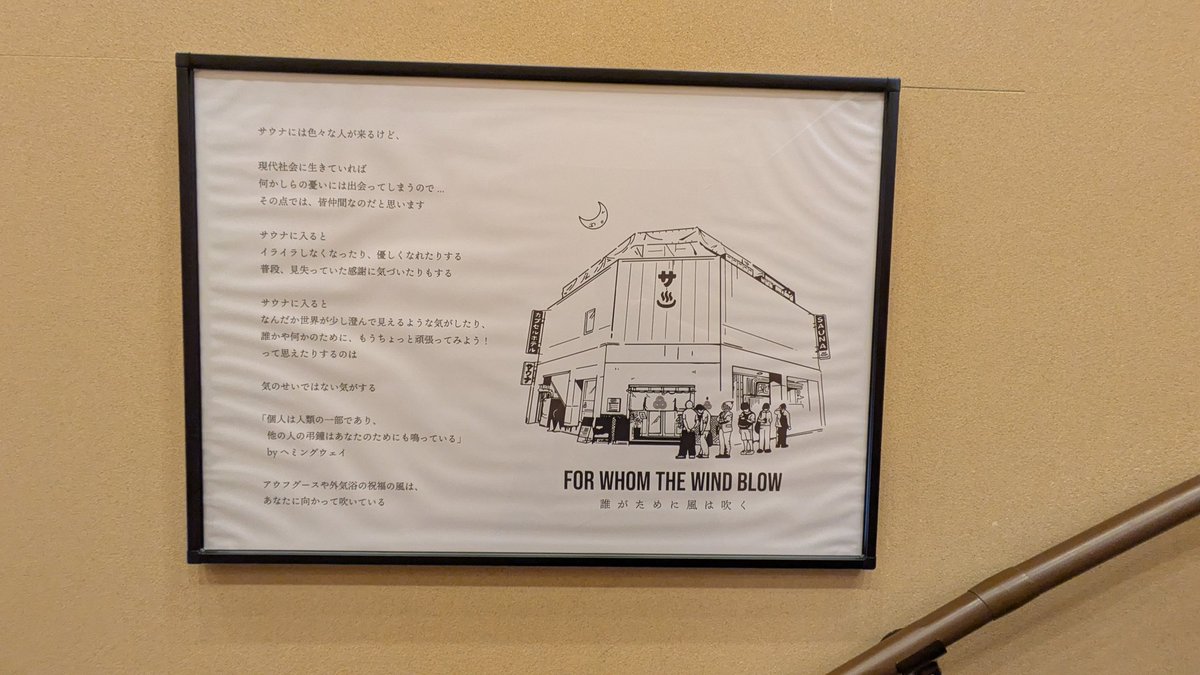 サウナには色々な人が来るけど、
現代社会に生きていれば
何かしらの憂いには出会ってしまうので...
その点では、皆仲間なのだと思います
サウナに入ると
イライラしなくなったり、優しくなれたりする
普段、見失っていた感謝に気づいたりもする
サウナに入ると
なんだか世界が少し澄んで見えるような気がしたり、
誰かや何かのために、もうちょっと頑張ってみよう！
って思えたりするのは
気のせいではない気がする
「個人は人類の一部であり、
他の人の弔鐘はあなたのためにも鳴っている」
by ヘミングウェイ
アウフグースや外気浴の祝福の風は、
あなたに向かって吹いている
サ
カプセルホテル
サウナ
SAUNA
FOR WHOM THE WIND BLOW
誰がために風は吹く